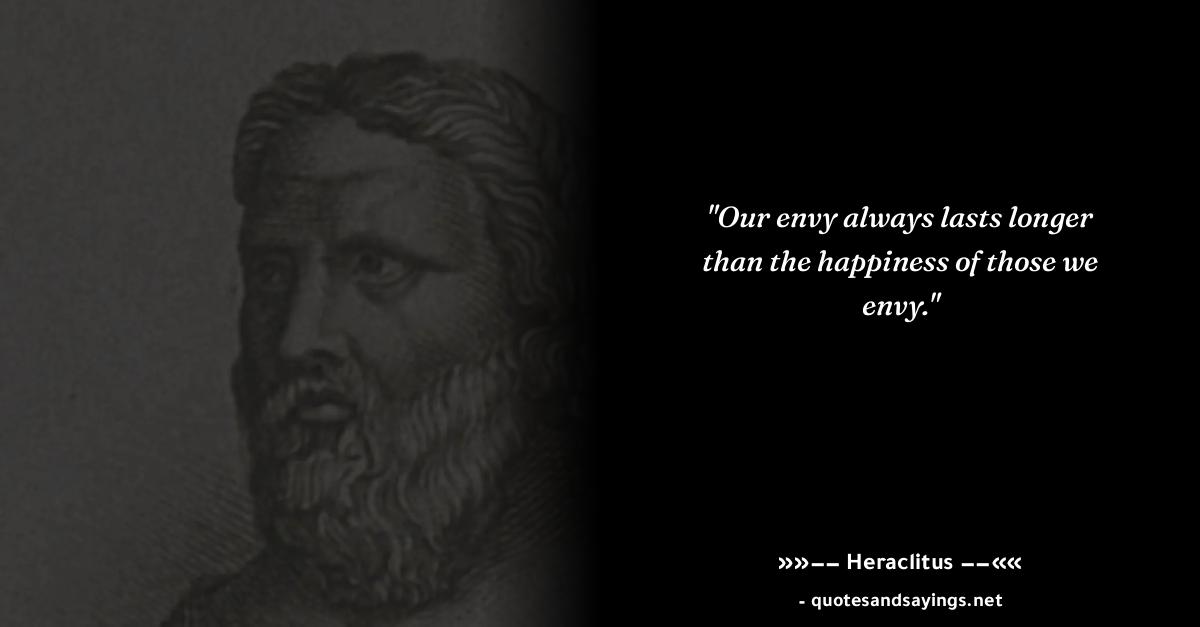 "Our envy always lasts longer
than the happiness of those we
envy."
»»–– Heraclitus ––««
- quotesandsayings.net